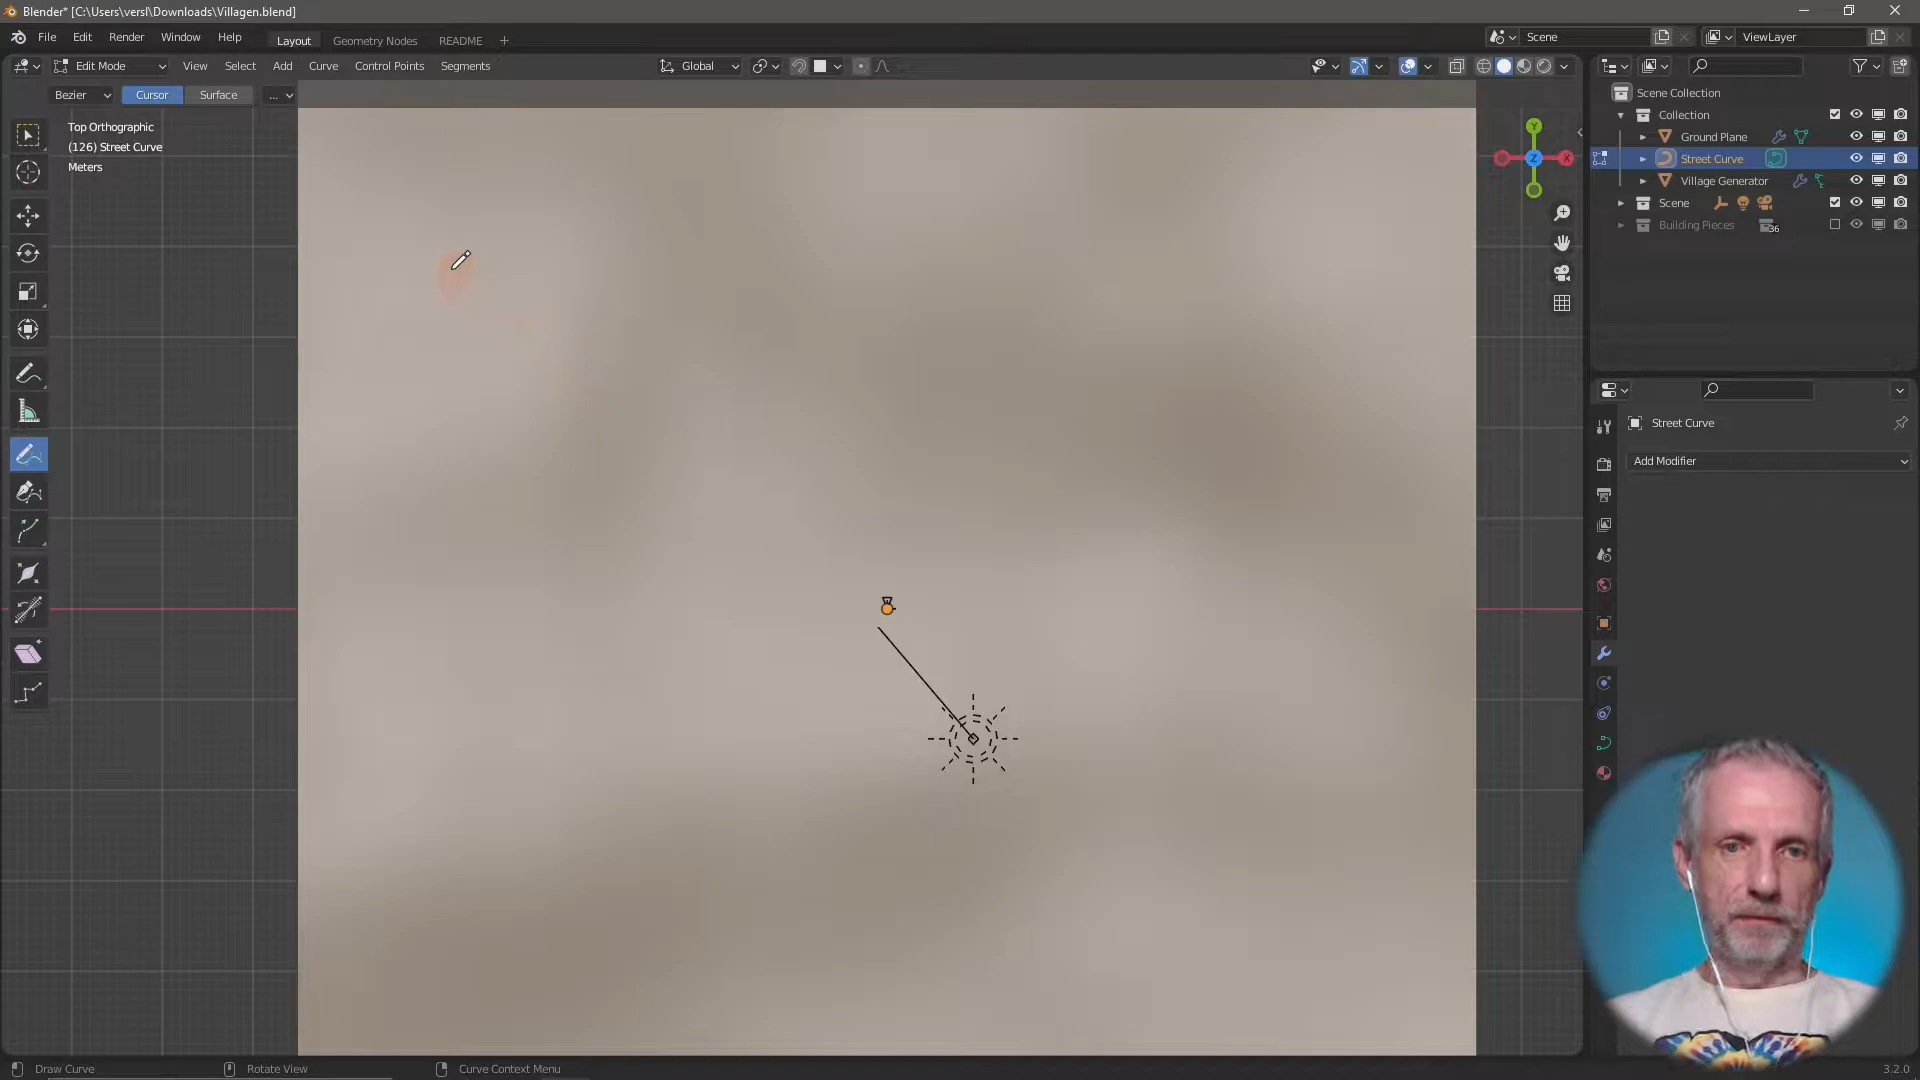 Blender* [C:\Users\versl\Downloads\Villagen.blend]
File Edit Render Window Help Layout Geometry Nodes README + Scene ViewLayer
Edit Mode View Select Add Curve Control Points Segments Global
Bezier Cursor Surface ...
Scene Collection
Collection
Ground Plane
Street Curve
Village Generator
Scene
Building Pieces 36
Top Orthographic
(126) Street Curve
Meters
Y
X
Z
Street Curve
Add Modifier
Draw Curve Rotate View Curve Context Menu 3.2.0